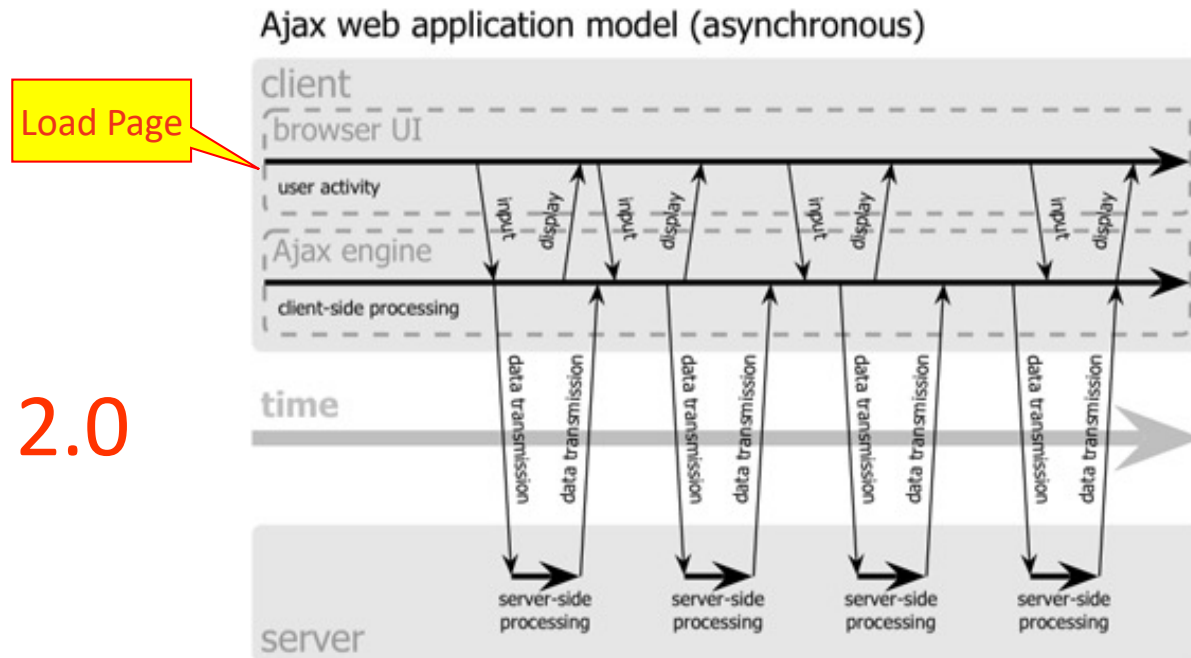 Ajax web application model (asynchronous)
client
Load Page
browser UI
user activity
input
display
input
display
input
display
input
display
Ajax engine
client-side processing
data transmission
data transmission
data transmission
data transmission
data transmission
data transmission
data transmission
data transmission
2.0
time
server-side
processing
server-side
processing
server-side
processing
server-side
processing
server